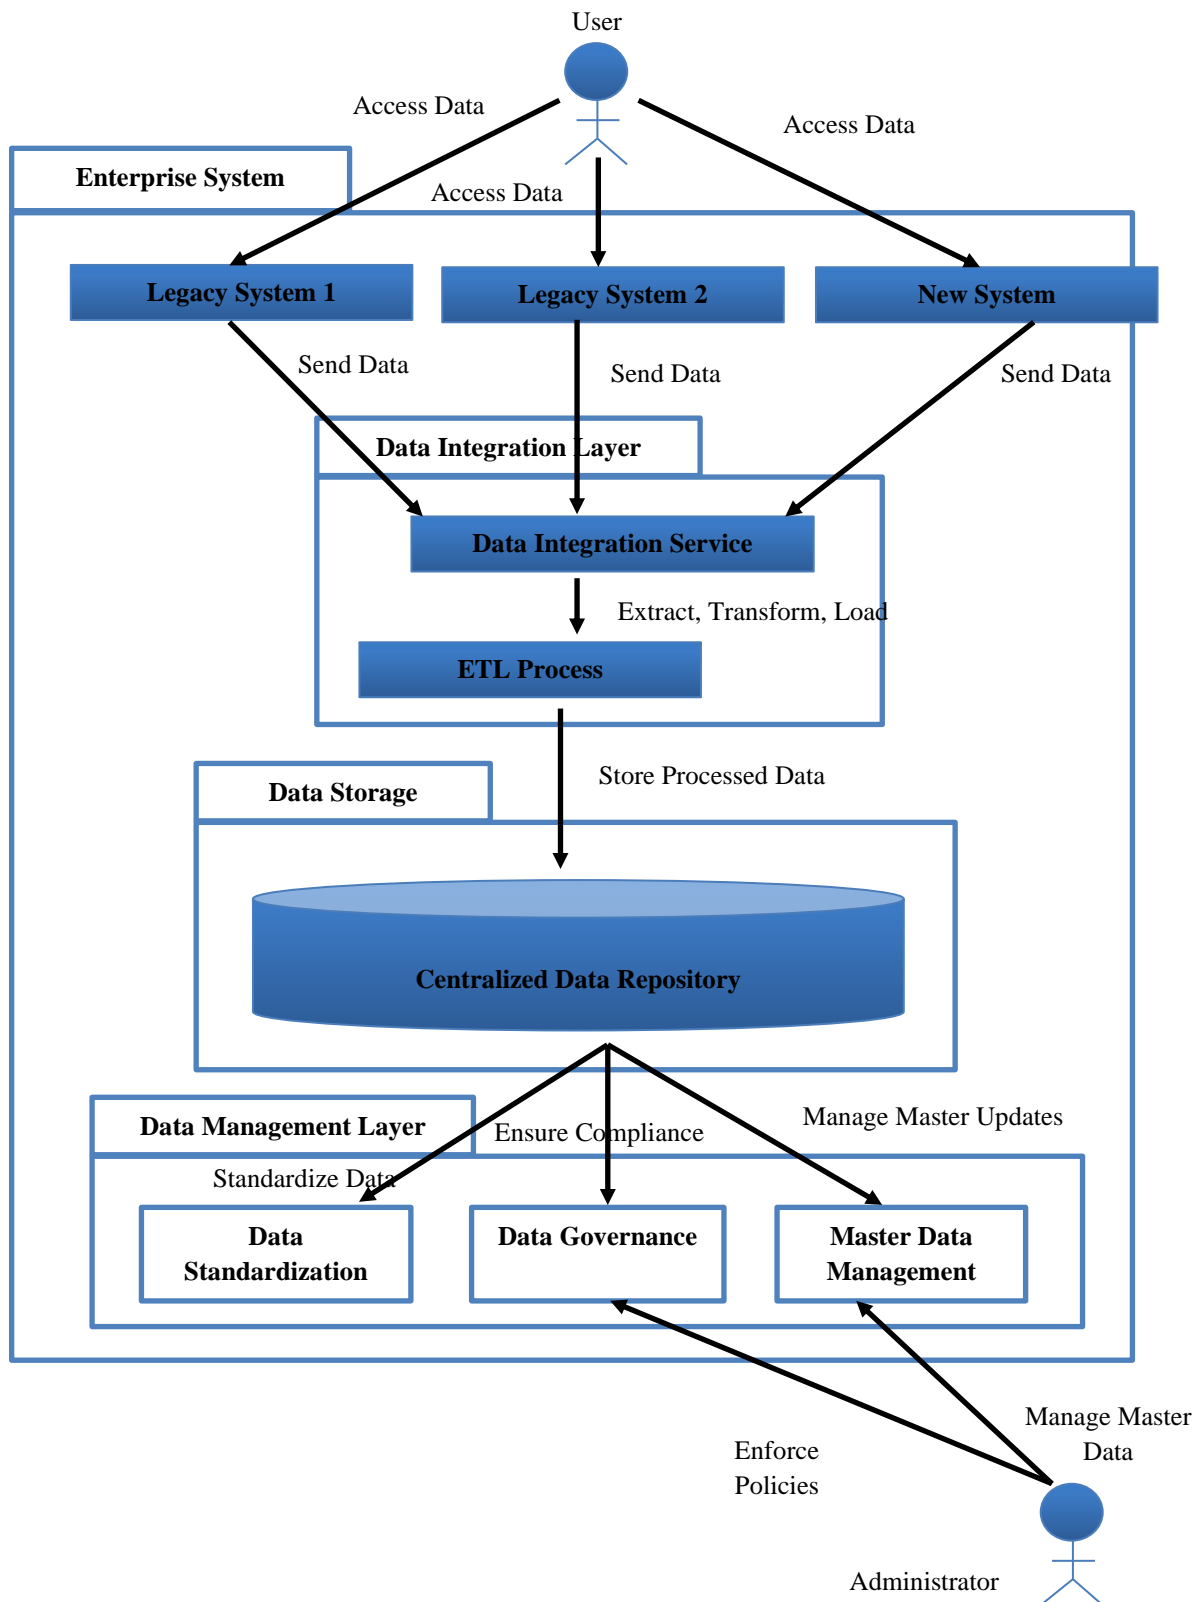 User
Access Data
Access Data
Enterprise System
Access Data
Legacy System 1
Legacy System 2
New System
Send Data
Send Data
Send Data
Data Integration Layer
Data Integration Service
Extract, Transform, Load
ETL Process
Store Processed Data
Data Storage
Centralized Data Repository
Manage Master Updates
Data Management Layer
Ensure Compliance
Standardize Data
Data
Standardization
Data Governance
Master Data
Management
Manage Master
Data
Enforce
Policies
Administrator